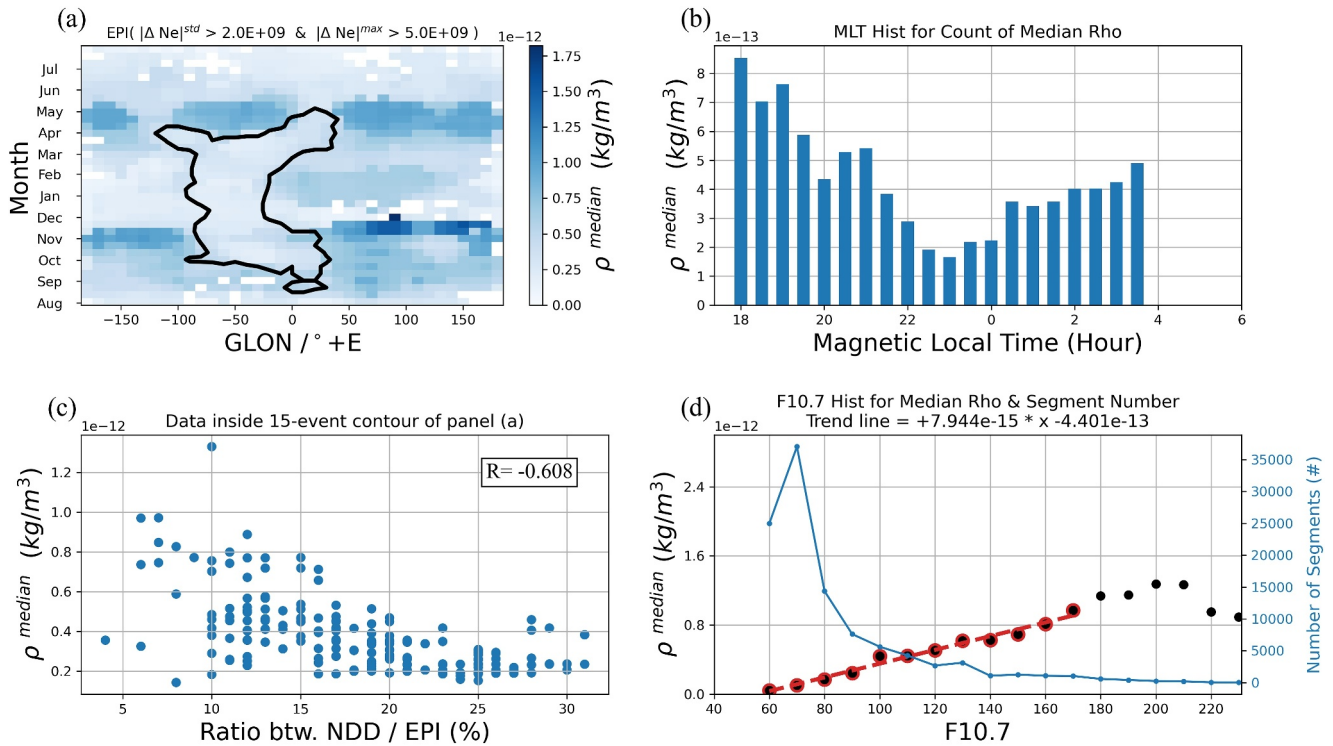 (a)
EPI( |Δ Ne|^std > 2.0E+09 & |Δ Ne|^max > 5.0E+09 )
1e−12
Month
Jul
Jun
May
Apr
Mar
Feb
Jan
Dec
Nov
Oct
Sep
Aug
−150 −100 −50 0 50 100 150
GLON / ° +E
1.75
1.50
1.25
1.00
0.75
0.50
0.25
0.00
ρ^median (kg/m³)
(b)
MLT Hist for Count of Median Rho
1e−13
ρ^median (kg/m³)
8
7
6
5
4
3
2
1
0
18 20 22 0 2 4 6
Magnetic Local Time (Hour)
(c)
Data inside 15-event contour of panel (a)
1e−12
R= -0.608
ρ^median (kg/m³)
1.2
1.0
0.8
0.6
0.4
0.2
5 10 15 20 25 30
Ratio btw. NDD / EPI (%)
(d)
F10.7 Hist for Median Rho & Segment Number
Trend line = +7.944e-15 * x -4.401e-13
1e−12
ρ^median (kg/m³)
2.4
1.6
0.8
0.0
40 60 80 100 120 140 160 180 200 220
F10.7
35000
30000
25000
20000
15000
10000
5000
0
Number of Segments (#)